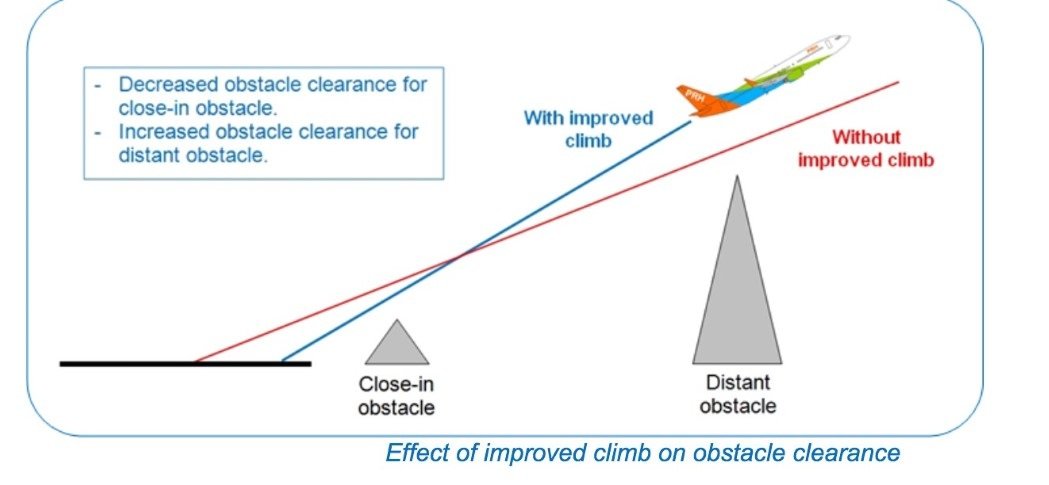 - Decreased obstacle clearance for
close-in obstacle.
- Increased obstacle clearance for
distant obstacle.
With improved
climb
PRH
Without
improved climb
Close-in
obstacle
Distant
obstacle
Effect of improved climb on obstacle clearance